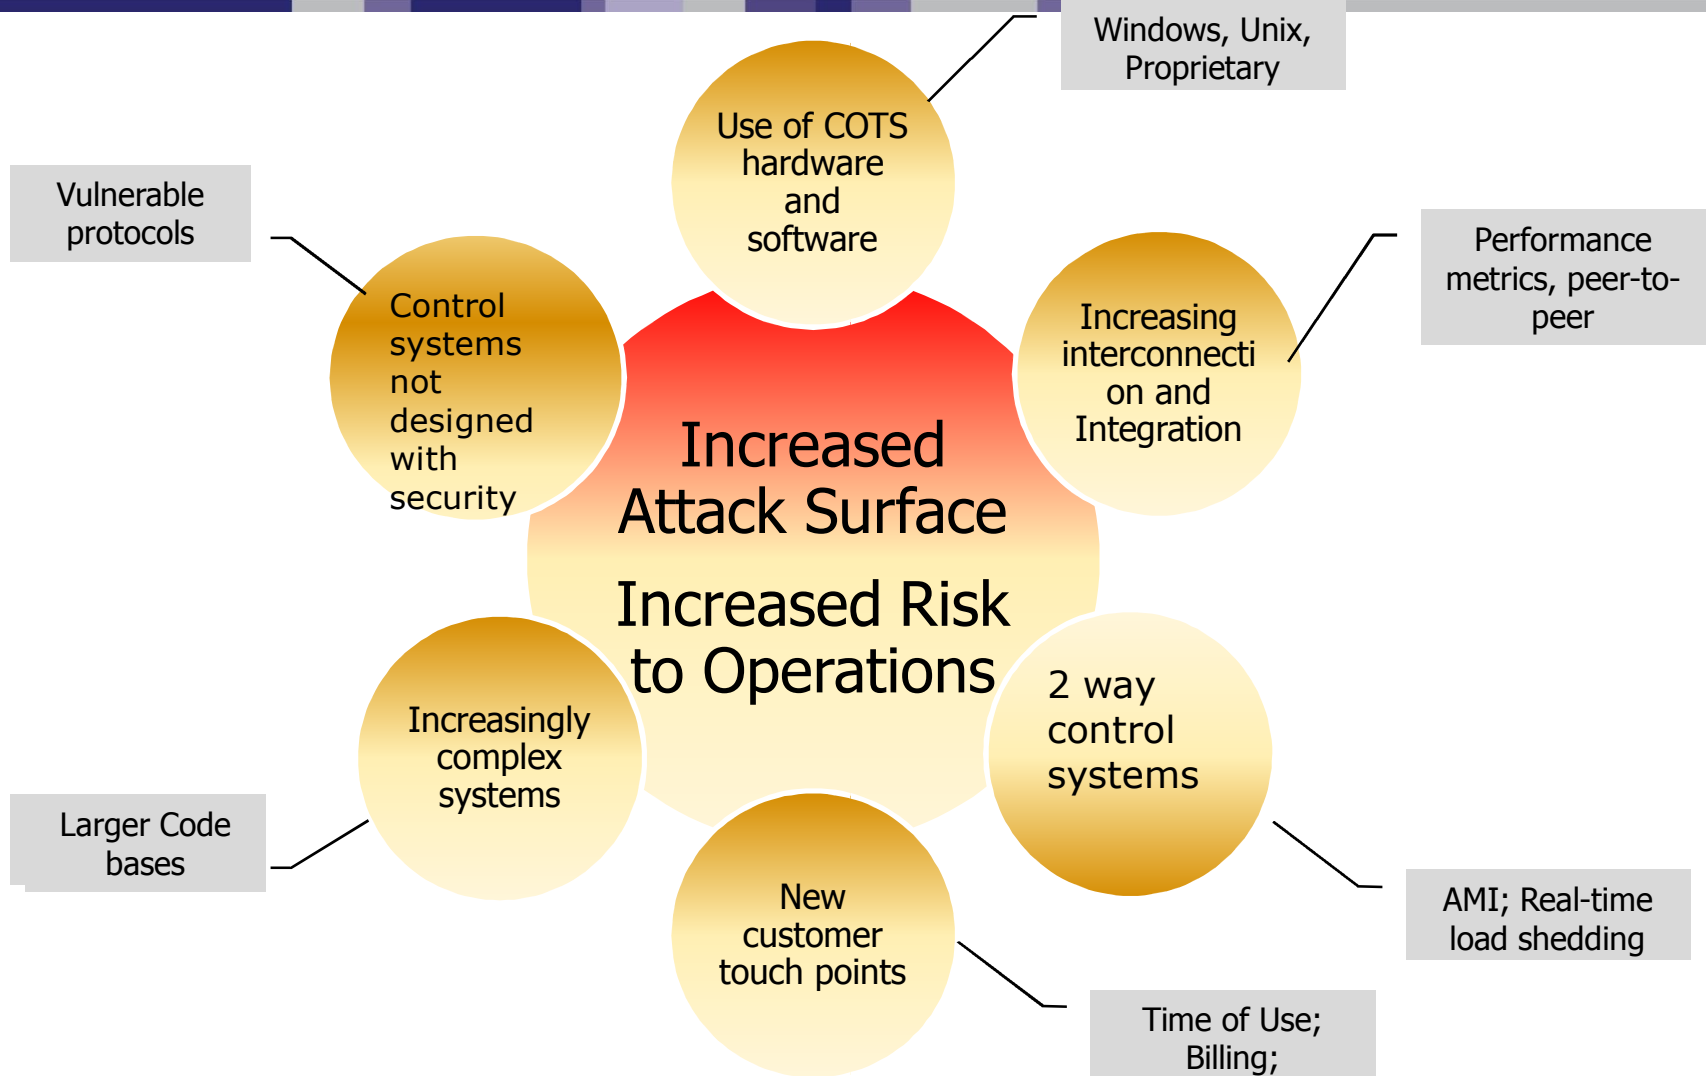 Windows, Unix,
Proprietary
Use of COTS
hardware
and
software
Vulnerable
protocols
Performance
metrics, peer-to-
peer
Control
systems
not
designed
with
security
Increasing
interconnecti
on and
Integration
Increased
Attack Surface
Increased Risk
to Operations
2 way
control
systems
Increasingly
complex
systems
Larger Code
bases
New
customer
touch points
AMI; Real-time
load shedding
Time of Use;
Billing;